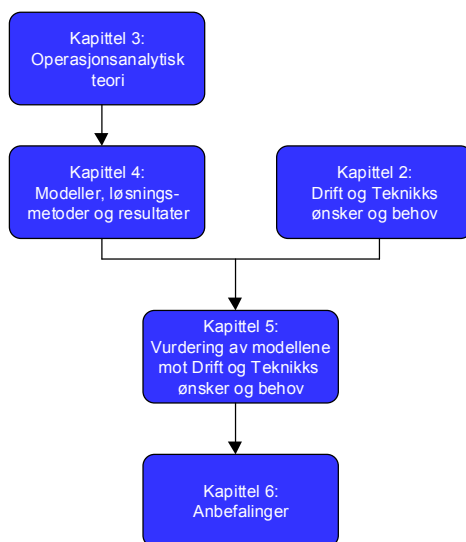 Kapittel 3:
Operasjonsanalytisk
teori
Kapittel 4:
Modeller, løsnings-
metoder og resultater
Kapittel 2:
Drift og Teknikks
ønsker og behov
Kapittel 5:
Vurdering av modellene
mot Drift og Teknikks
ønsker og behov
Kapittel 6:
Anbefalinger